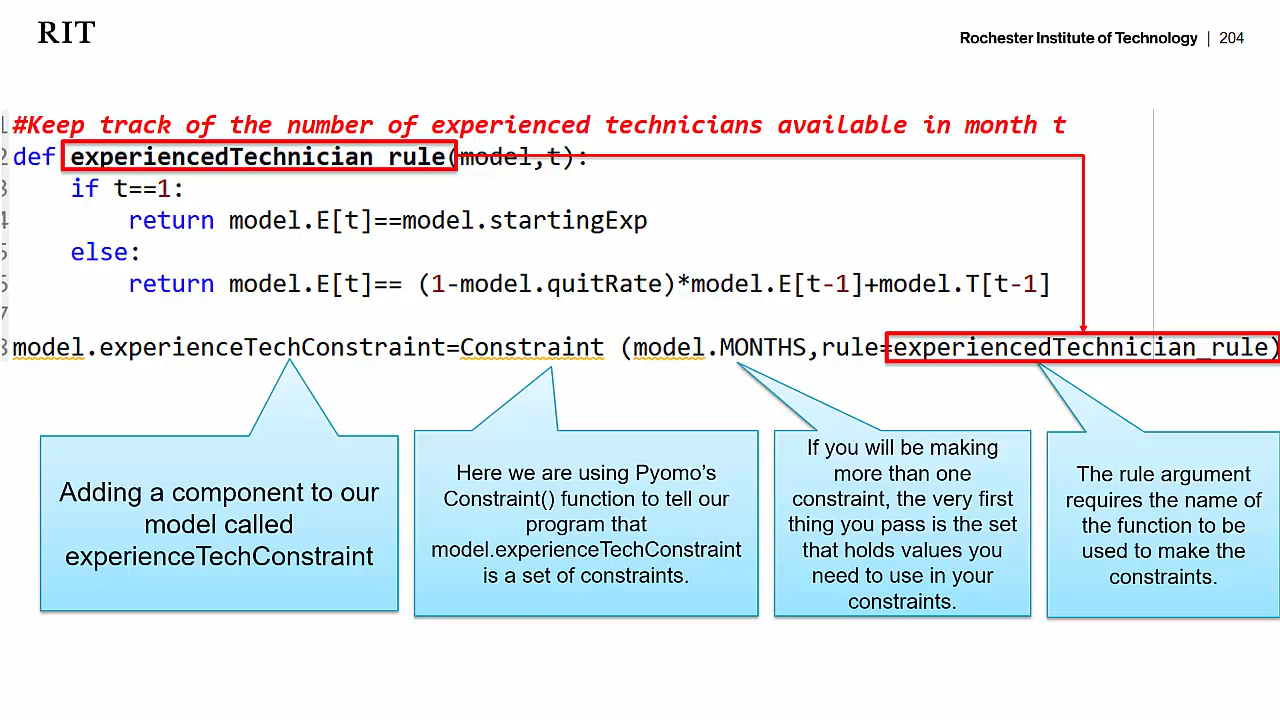 RIT
Rochester Institute of Technology | 204
1 #Keep track of the number of experienced technicians available in month t
2 def experiencedTechnician_rule(model,t):
3 if t==1:
4 return model.E[t]==model.startingExp
5 else:
6 return model.E[t]== (1-model.quitRate)*model.E[t-1]+model.T[t-1]
7
8 model.experienceTechConstraint=Constraint (model.MONTHS,rule=experiencedTechnician_rule)
Adding a component to our
model called
experienceTechConstraint
Here we are using Pyomo’s
Constraint() function to tell our
program that
model.experienceTechConstraint
is a set of constraints.
If you will be making
more than one
constraint, the very first
thing you pass is the set
that holds values you
need to use in your
constraints.
The rule argument
requires the name of
the function to be
used to make the
constraints.